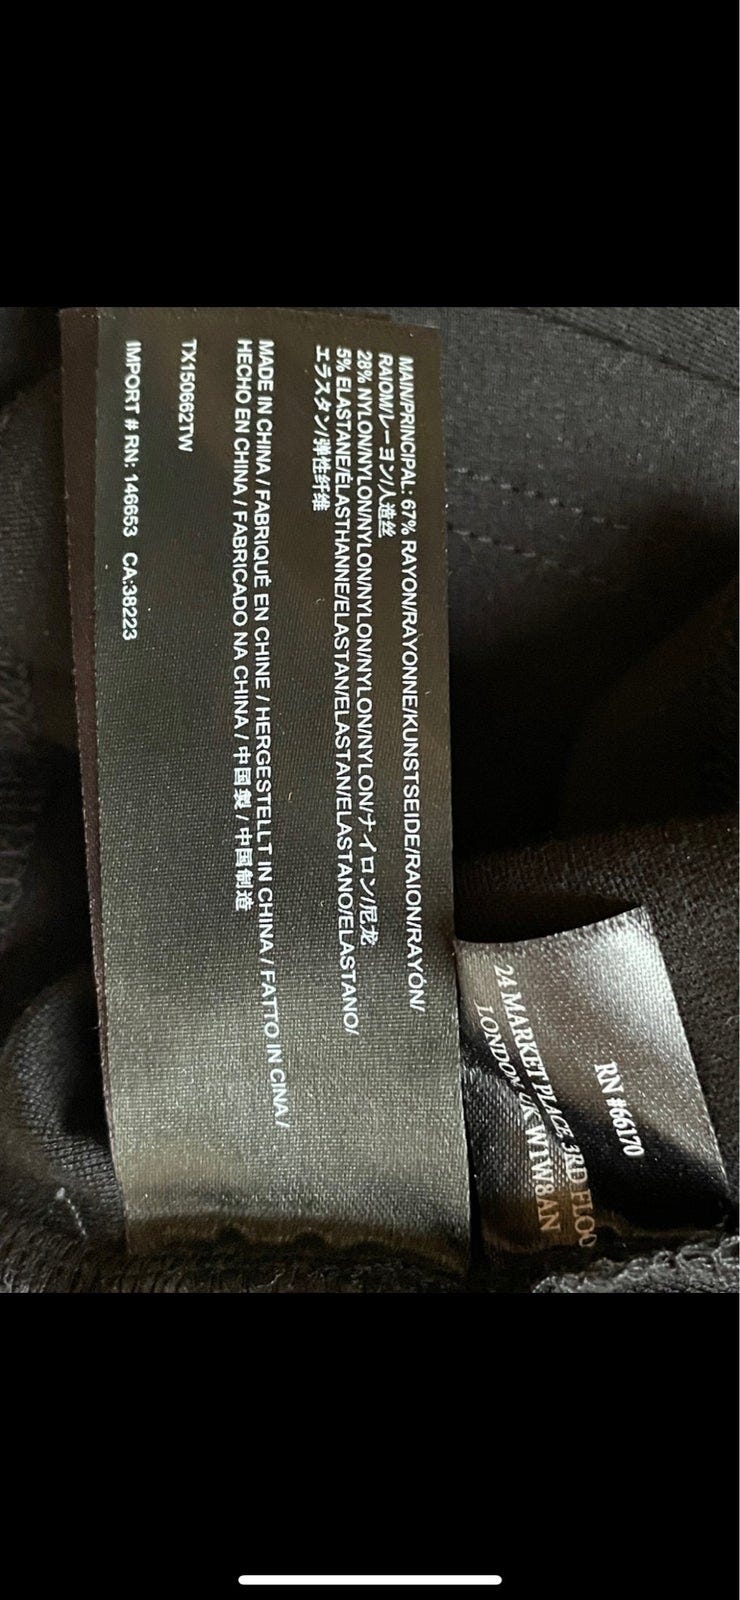 MAIN/PRINCIPAL: 67% RAYON/RAYONNE/KUNSTSEIDE/RAION/RAYÓN/
RAIOM/レーヨン/人造丝
28% NYLON/NYLON/NYLON/NYLON/NYLON/NYLON/ナイロン/尼龙
5% ELASTANE/ÉLASTHANNE/ELASTAN/ELASTAN/ELASTANO/ELASTANO/
エラスタン/弹性纤维
MADE IN CHINA / FABRIQUÉ EN CHINE / HERGESTELLT IN CHINA / FATTO IN CINA /
HECHO EN CHINA / FABRICADO NA CHINA / 中国製 / 中国制造
TX150662TW
IMPORT # RN: 146653 CA:38223
RN #66170
24 MARKET PLACE, 3RD FLOO
LONDON UK W1W8AN